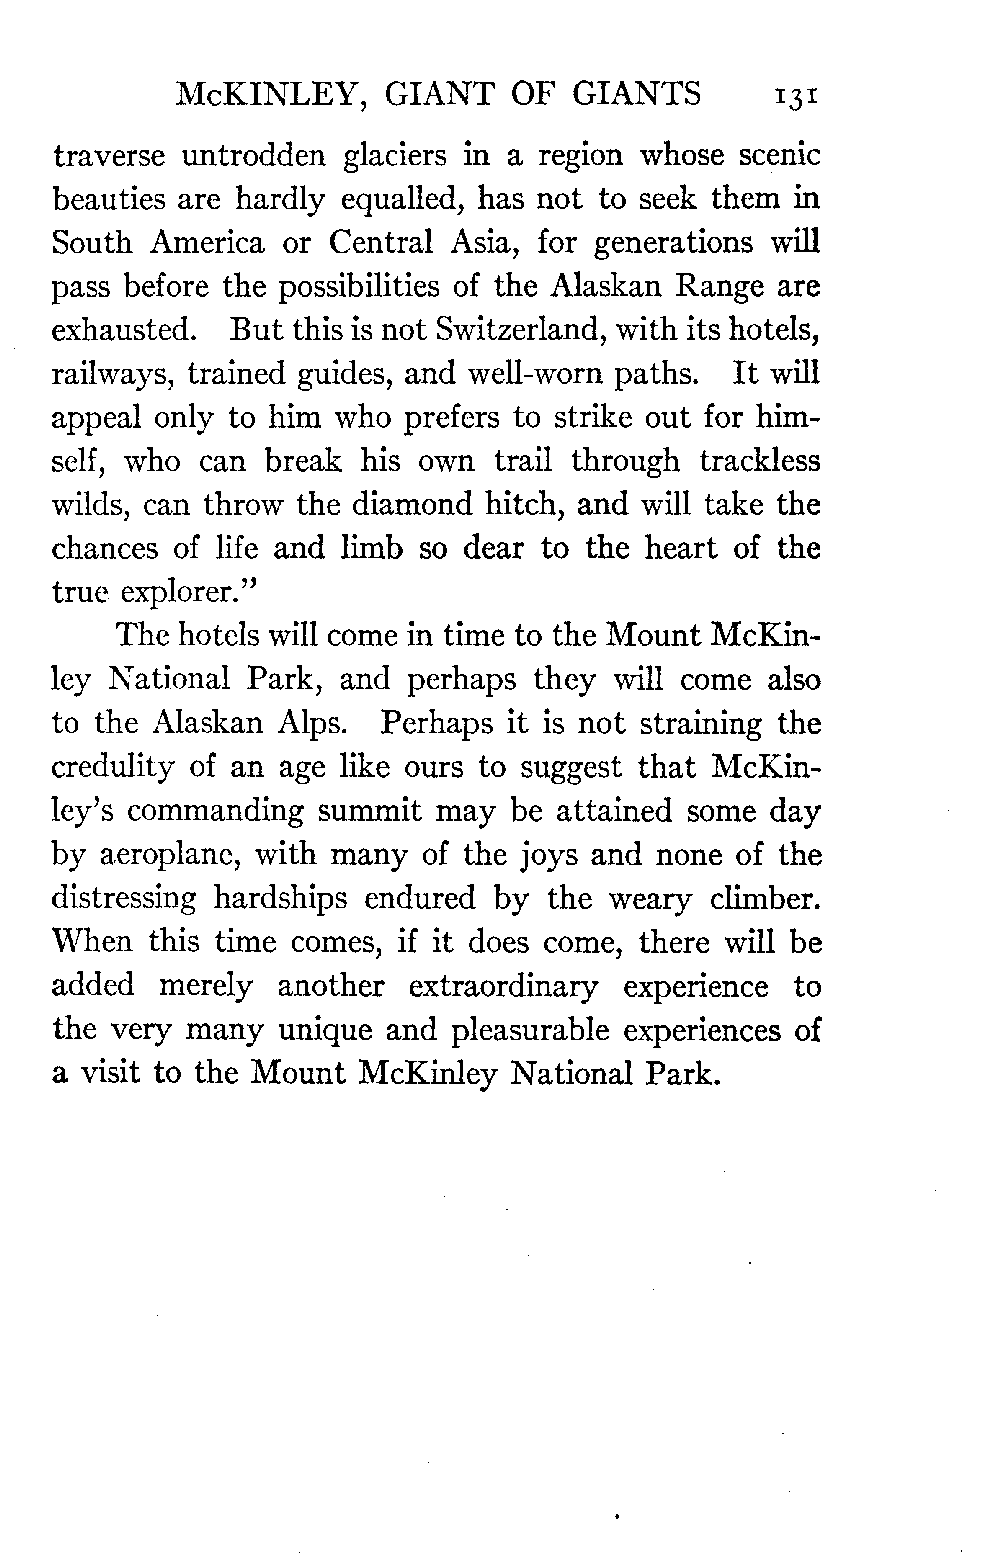 McKINLEY, GIANT OF GIANTS 131
traverse untrodden glaciers in a region whose scenic
beauties are hardly equalled, has not to seek them in
South America or Central Asia, for generations will
pass before the possibilities of the Alaskan Range are
exhausted. But this is not Switzerland, with its hotels,
railways, trained guides, and well-worn paths. It will
appeal only to him who prefers to strike out for him-
self, who can break his own trail through trackless
wilds, can throw the diamond hitch, and will take the
chances of life and limb so dear to the heart of the
true explorer."
The hotels will come in time to the Mount McKin-
ley National Park, and perhaps they will come also
to the Alaskan Alps. Perhaps it is not straining the
credulity of an age like ours to suggest that McKin-
ley's commanding summit may be attained some day
by aeroplane, with many of the joys and none of the
distressing hardships endured by the weary climber.
When this time comes, if it does come, there will be
added merely another extraordinary experience to
the very many unique and pleasurable experiences of
a visit to the Mount McKinley National Park.